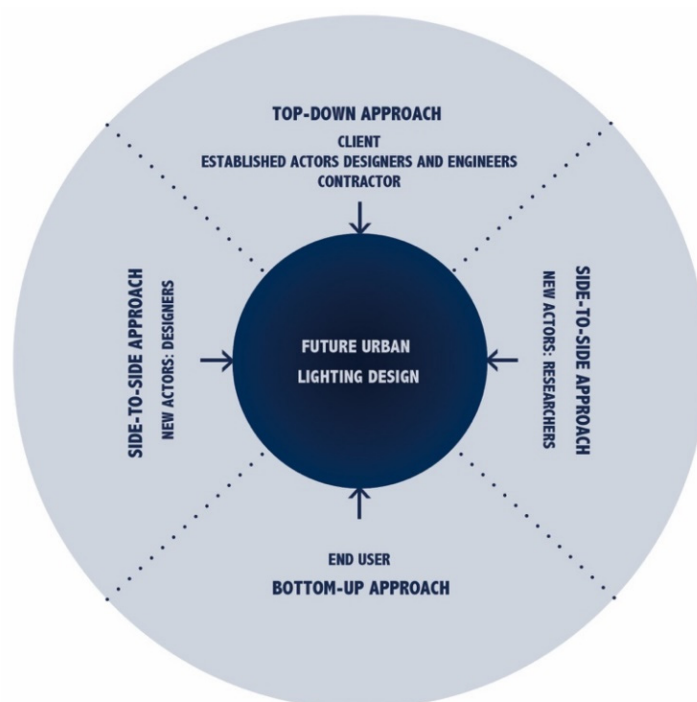 TOP-DOWN APPROACH
CLIENT
ESTABLISHED ACTORS DESIGNERS AND ENGINEERS
CONTRACTOR
SIDE-TO-SIDE APPROACH
NEW ACTORS: DESIGNERS
FUTURE URBAN
LIGHTING DESIGN
SIDE-TO-SIDE APPROACH
NEW ACTORS: RESEARCHERS
END USER
BOTTOM-UP APPROACH